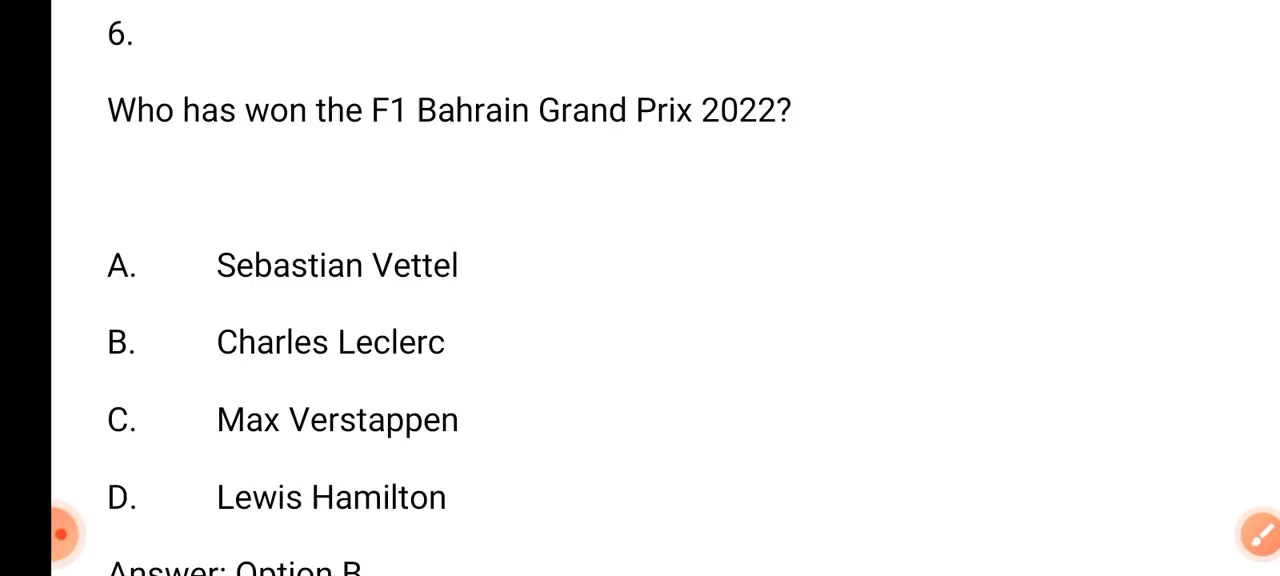 6.
Who has won the F1 Bahrain Grand Prix 2022?
A. Sebastian Vettel
B. Charles Leclerc
C. Max Verstappen
D. Lewis Hamilton
Answer: Option B